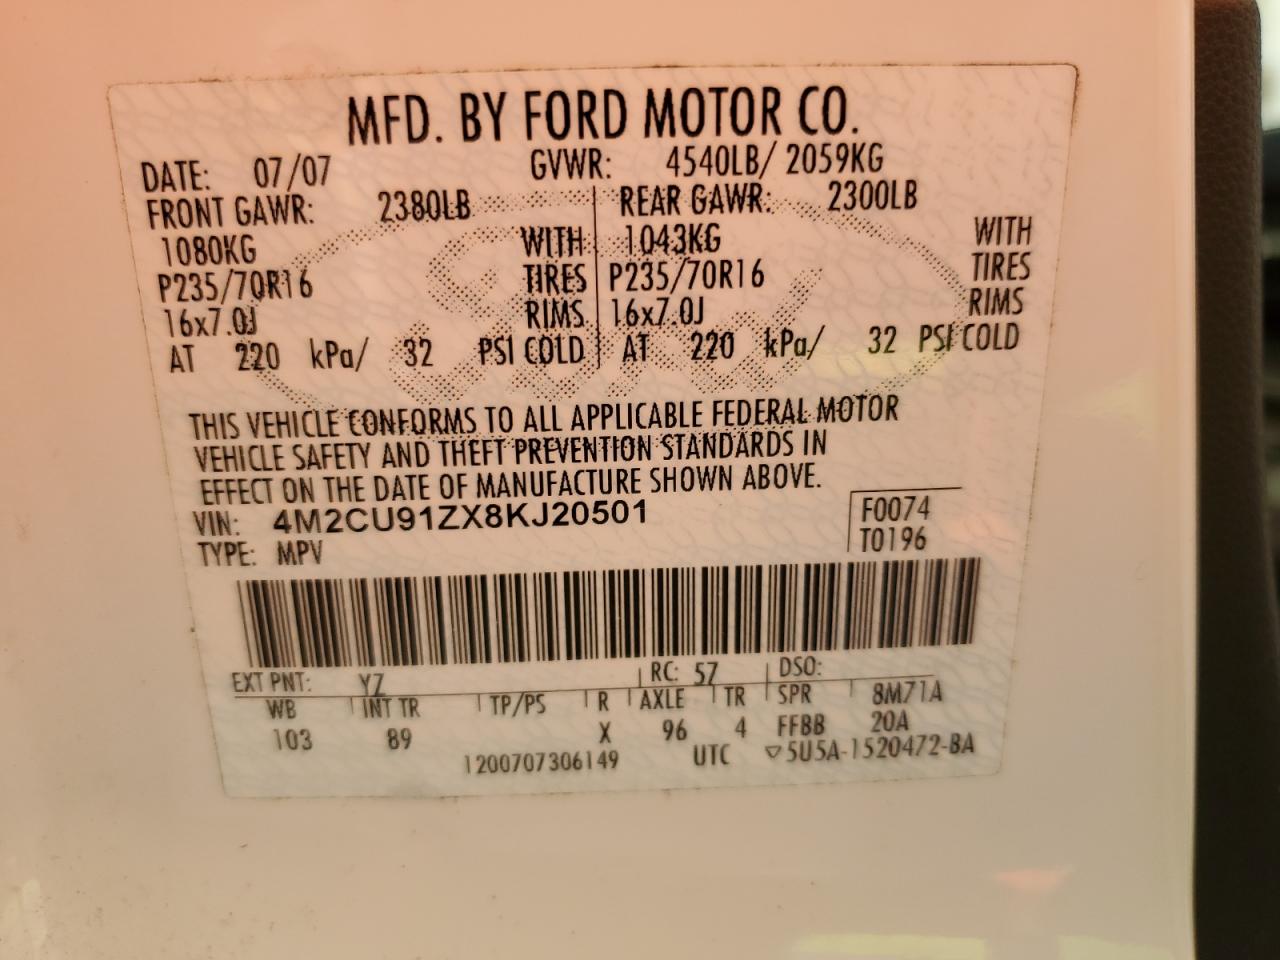 MFD. BY FORD MOTOR CO.
DATE: 07/07 GVWR: 4540LB/ 2059KG
FRONT GAWR: 2380LB REAR GAWR: 2300LB
1080KG WITH 1043KG WITH
P235/70R16 TIRES P235/70R16 TIRES
16x7.0J RIMS 16x7.0J RIMS
AT 220 kPa/ 32 PSI COLD AT 220 kPa/ 32 PSI COLD
THIS VEHICLE CONFORMS TO ALL APPLICABLE FEDERAL MOTOR
VEHICLE SAFETY AND THEFT PREVENTION STANDARDS IN
EFFECT ON THE DATE OF MANUFACTURE SHOWN ABOVE.
VIN: 4M2CU91ZX8KJ20501 F0074
TYPE: MPV T0196
EXT PNT: YZ RC: 57 DSO:
WB INT TR TP/PS R AXLE TR SPR 8M71A
103 89 X 96 4 FFBB 20A
1200707306149 UTC ▽5U5A-1520472-BA